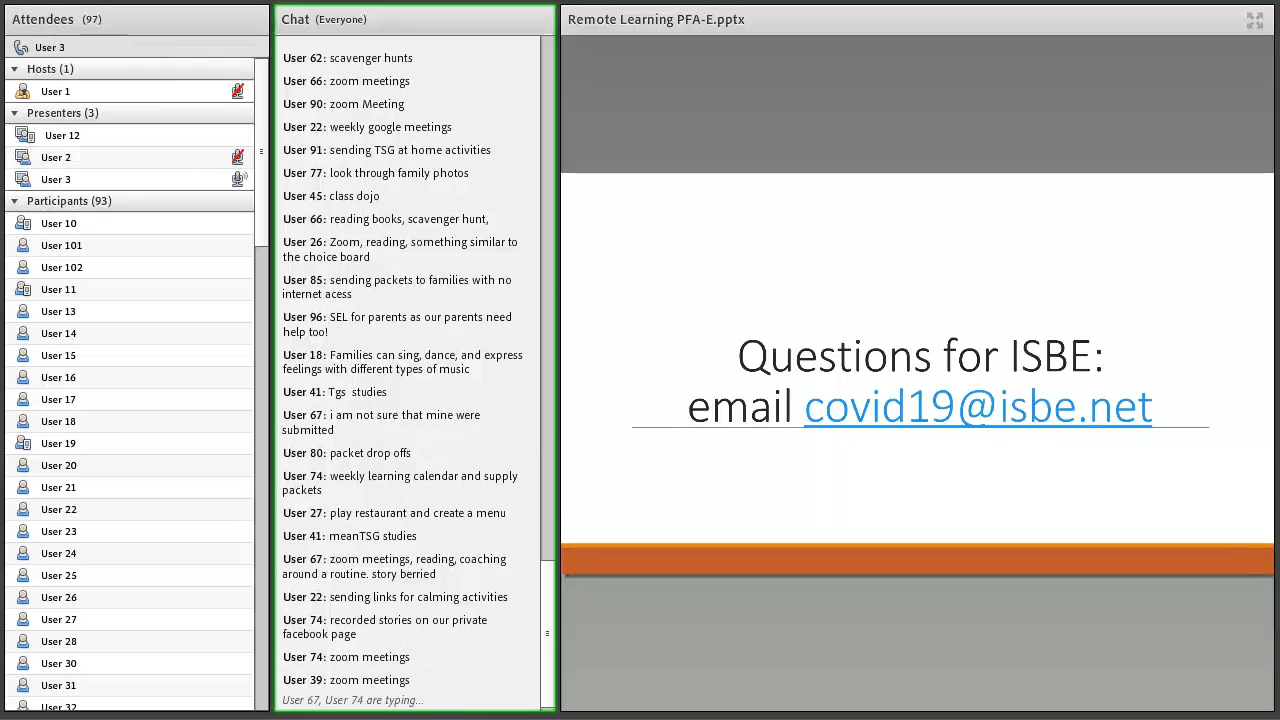 Attendees (97)
User 3
Hosts (1)
User 1
Presenters (3)
User 12
User 2
User 3
Participants (93)
User 10
User 101
User 102
User 11
User 13
User 14
User 15
User 16
User 17
User 18
User 19
User 20
User 21
User 22
User 23
User 24
User 25
User 26
User 27
User 28
User 30
User 31
User 32
Chat (Everyone)
User 62: scavenger hunts
User 66: zoom meetings
User 90: zoom Meeting
User 22: weekly google meetings
User 91: sending TSG at home activities
User 77: look through family photos
User 45: class dojo
User 66: reading books, scavenger hunt,
User 26: Zoom, reading, something similar to
the choice board
User 85: sending packets to families with no
internet acess
User 96: SEL for parents as our parents need
help too!
User 18: Families can sing, dance, and express
feelings with different types of music
User 41: Tgs studies
User 67: i am not sure that mine were
submitted
User 80: packet drop offs
User 74: weekly learning calendar and supply
packets
User 27: play restaurant and create a menu
User 41: meanTSG studies
User 67: zoom meetings, reading, coaching
around a routine. story berried
User 22: sending links for calming activities
User 74: recorded stories on our private
facebook page
User 74: zoom meetings
User 39: zoom meetings
User 67, User 74 are typing...
Remote Learning PFA-E.pptx
Questions for ISBE:
email covid19@isbe.net